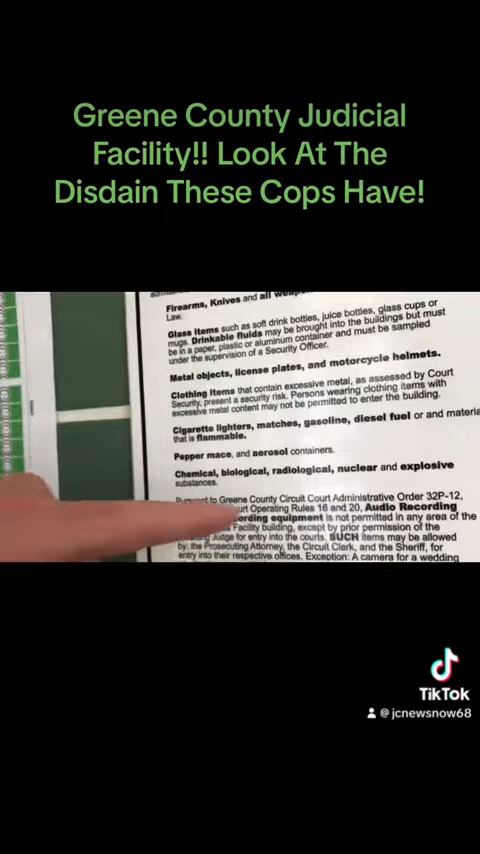 Greene County Judicial
Facility!! Look At The
Disdain These Cops Have!
Firearms, Knives and all
Law.
Glass items such as soft drink bottles, juice bottles, glass cups or
mugs. Drinkable fluids may be brought into the buildings but must
be in a paper, plastic or aluminum container and must be sampled
under the supervision of a Security Officer.
Metal objects, license plates, and motorcycle helmets.
Clothing items that contain excessive metal, as assessed by Court
Security, present a security risk. Persons wearing clothing items with
excessive metal content may not be permitted to enter the building.
Cigarette lighters, matches, gasoline, diesel fuel or and materia
that is flammable.
Pepper mace, and aerosol containers.
Chemical, biological, radiological, nuclear and explosive
substances.
Pursuant to Greene County Circuit Court Administrative Order 32P-12,
Operating Rules 16 and 20, Audio Recording
equipment is not permitted in any area of the
Facility building, except by prior permission of the
Judge for entry into the courts. SUCH items may be allowed
by: the Prosecuting Attorney, the Circuit Clerk, and the Sheriff, for
entry into their respective offices. Exception: A camera for a wedding
TikTok
@jcnewsnow68